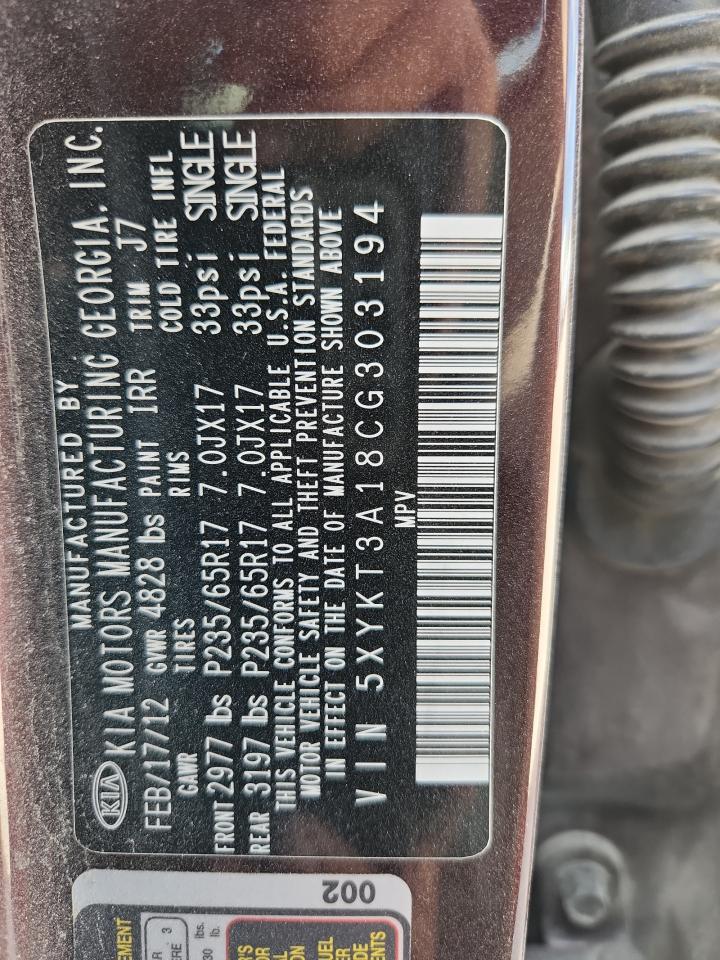 MANUFACTURED BY
KIA KIA MOTORS MANUFACTURING GEORGIA. INC.
FEB/17/12 GVWR 4828 lbs PAINT IRR TRIM J7
GAWR TIRES RIMS COLD TIRE INFL
FRONT 2977 lbs P235/65R17 7.0JX17 33psi SINGLE
REAR 3197 lbs P235/65R17 7.0JX17 33psi SINGLE
THIS VEHICLE CONFORMS TO ALL APPLICABLE U.S.A. FEDERAL
MOTOR VEHICLE SAFETY AND THEFT PREVENTION STANDARDS
IN EFFECT ON THE DATE OF MANUFACTURE SHOWN ABOVE
VIN 5XYKT3A18CG303194
MPV
002